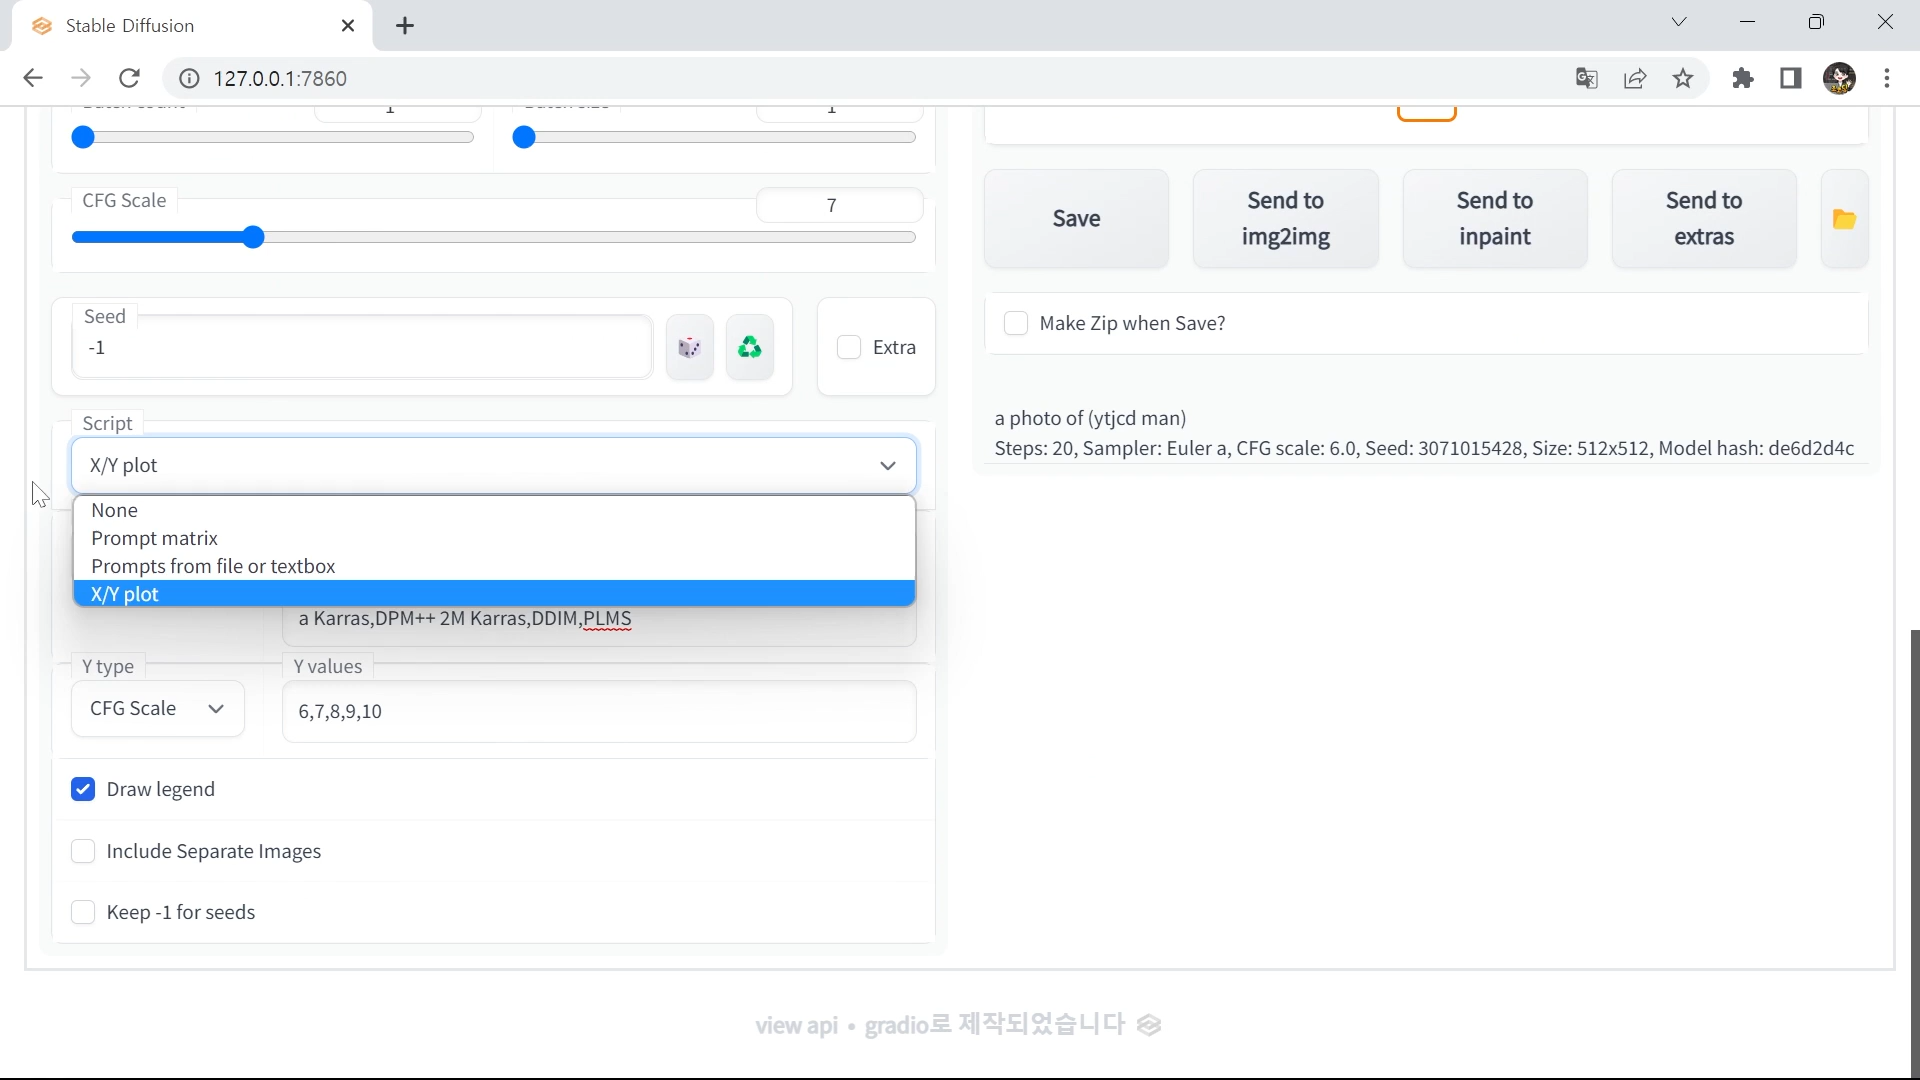 Stable Diffusion
127.0.0.1:7860
CFG Scale
7
Seed
-1
Extra
Script
X/Y plot
None
Prompt matrix
Prompts from file or textbox
X/Y plot
a Karras,DPM++ 2M Karras,DDIM,PLMS
Y type
Y values
CFG Scale
6,7,8,9,10
Draw legend
Include Separate Images
Keep -1 for seeds
Save
Send to
img2img
Send to
inpaint
Send to
extras
Make Zip when Save?
a photo of (ytjcd man)
Steps: 20, Sampler: Euler a, CFG scale: 6.0, Seed: 3071015428, Size: 512x512, Model hash: de6d2d4c
view api • gradio로 제작되었습니다